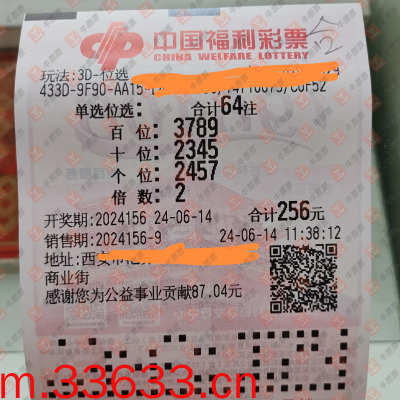 中国福利彩票
CHINA WELFARE LOTTERY
玩法:3D-位选
433D-9F90-AA15-
单选位选: 合计64注
百 位: 3789
十 位: 2345
个 位: 2457
倍 数: 2
开奖期:2024156 24-06-14 合计256元
销售期:2024156-9 24-06-14 11:38:12
地址:西安市
商业街
感谢您为公益事业贡献87.04元
m.33633.cn